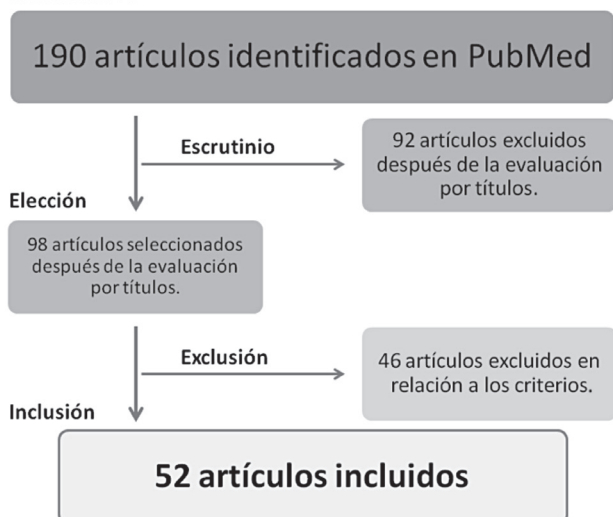 190 artículos identificados en PubMed
Escrutinio
92 artículos excluidos
después de la evaluación
por títulos.
Elección
98 artículos seleccionados
después de la evaluación
por títulos.
Exclusión
46 artículos excluidos en
relación a los criterios.
Inclusión
52 artículos incluidos